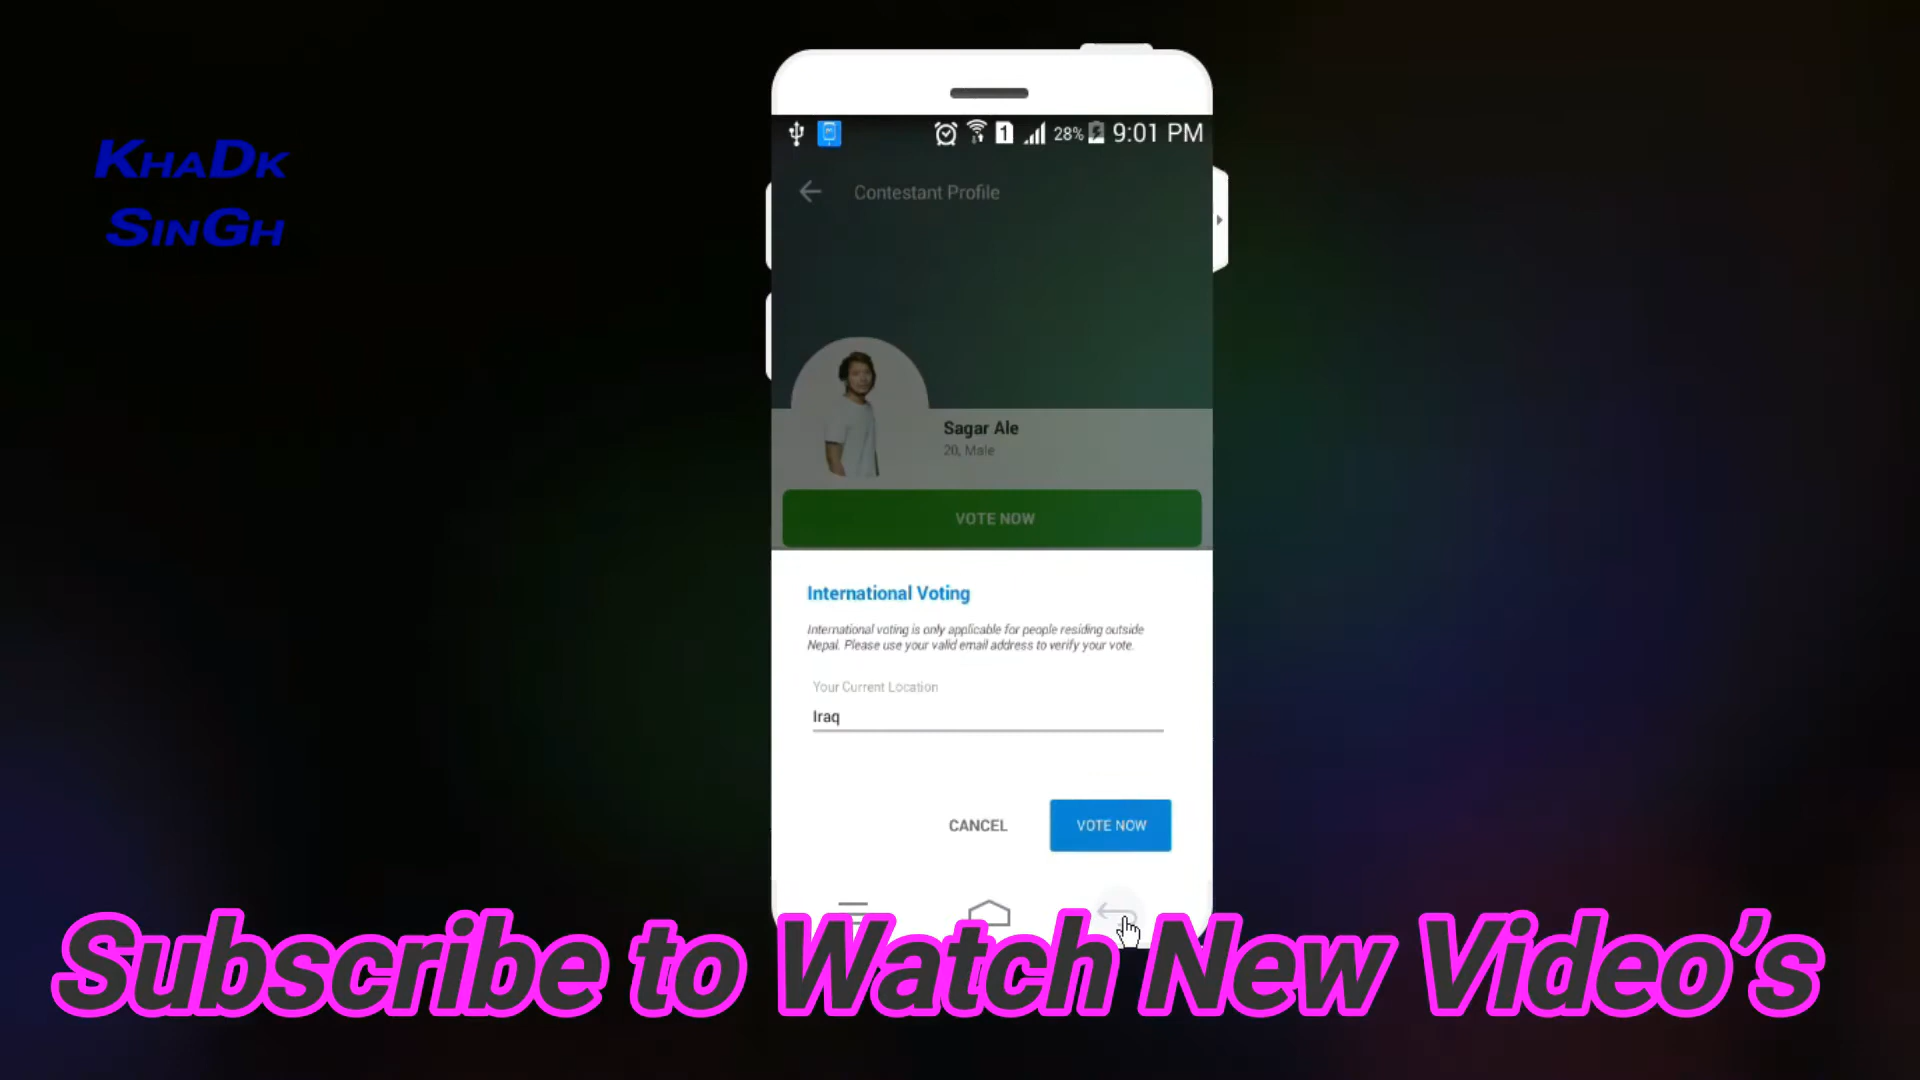 KHADK
SINGH
1 28% 9:01 PM
Contestant Profile
Sagar Ale
20, Male
VOTE NOW
International Voting
International voting is only applicable for people residing outside
Nepal. Please use your valid email address to verify your vote.
Your Current Location
Iraq
CANCEL VOTE NOW
Subscribe to Watch New Video's